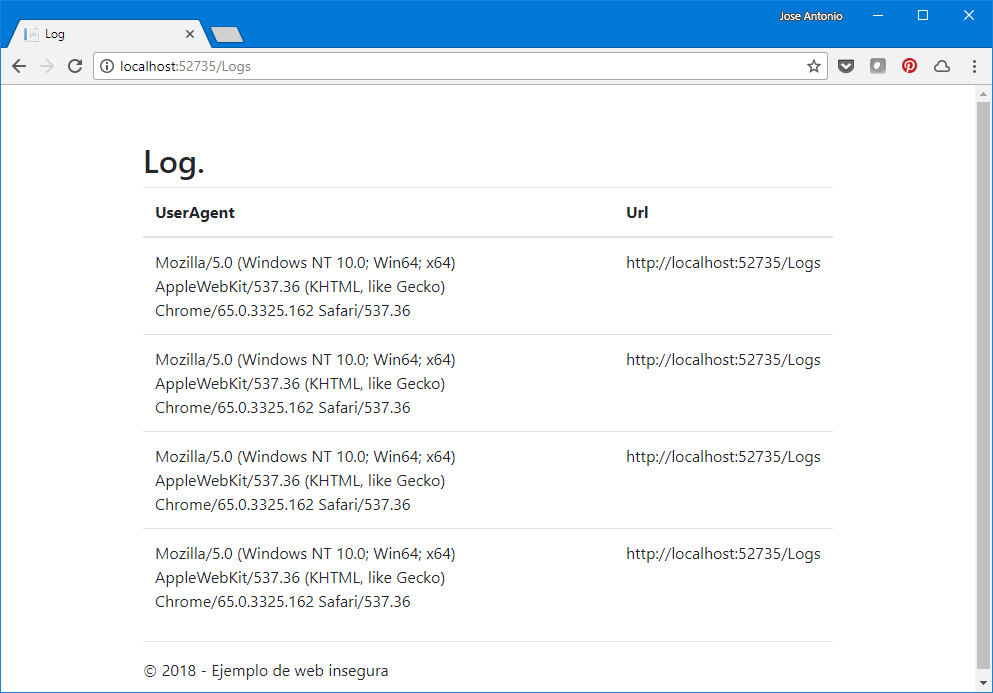 Jose Antonio
Log
localhost:52735/Logs
Log.
UserAgent Url
Mozilla/5.0 (Windows NT 10.0; Win64; x64) http://localhost:52735/Logs
AppleWebKit/537.36 (KHTML, like Gecko)
Chrome/65.0.3325.162 Safari/537.36
Mozilla/5.0 (Windows NT 10.0; Win64; x64) http://localhost:52735/Logs
AppleWebKit/537.36 (KHTML, like Gecko)
Chrome/65.0.3325.162 Safari/537.36
Mozilla/5.0 (Windows NT 10.0; Win64; x64) http://localhost:52735/Logs
AppleWebKit/537.36 (KHTML, like Gecko)
Chrome/65.0.3325.162 Safari/537.36
Mozilla/5.0 (Windows NT 10.0; Win64; x64) http://localhost:52735/Logs
AppleWebKit/537.36 (KHTML, like Gecko)
Chrome/65.0.3325.162 Safari/537.36
© 2018 - Ejemplo de web insegura